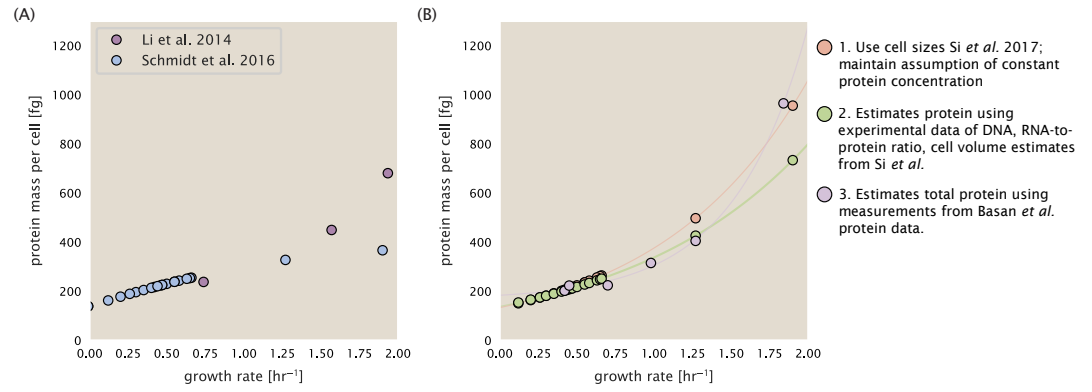 (A)
1200
1000
800
600
400
200
0
protein mass per cell [fg]
Li et al. 2014
Schmidt et al. 2016
0.00 0.25 0.50 0.75 1.00 1.25 1.50 1.75 2.00
growth rate [hr⁻¹]
(B)
1200
1000
800
600
400
200
0
protein mass per cell [fg]
0.00 0.25 0.50 0.75 1.00 1.25 1.50 1.75 2.00
growth rate [hr⁻¹]
1. Use cell sizes Si et al. 2017;
maintain assumption of constant
protein concentration
2. Estimates protein using
experimental data of DNA, RNA-to-
protein ratio, cell volume estimates
from Si et al.
3. Estimates total protein using
measurements from Basan et al.
protein data.